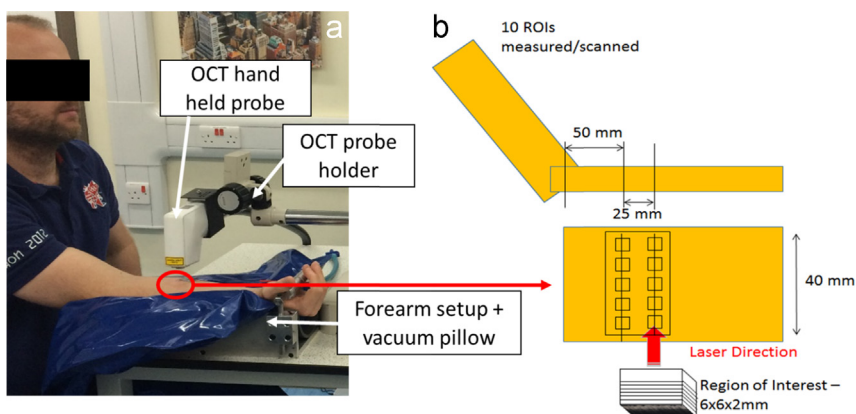 a
OCT hand
held probe
OCT probe
holder
Forearm setup +
vacuum pillow
b
10 ROIs
measured/scanned
50 mm
25 mm
40 mm
Laser Direction
Region of Interest –
6x6x2mm